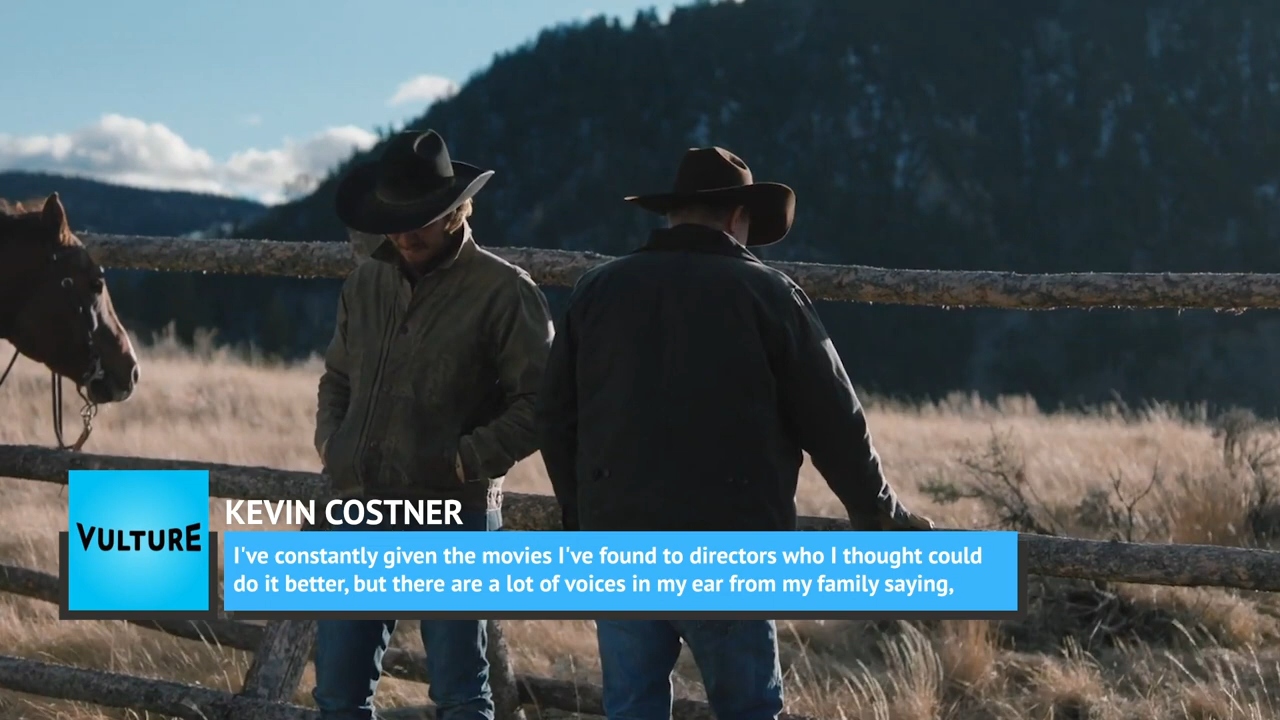 VULTURE
KEVIN COSTNER
I've constantly given the movies I've found to directors who I thought could
do it better, but there are a lot of voices in my ear from my family saying,